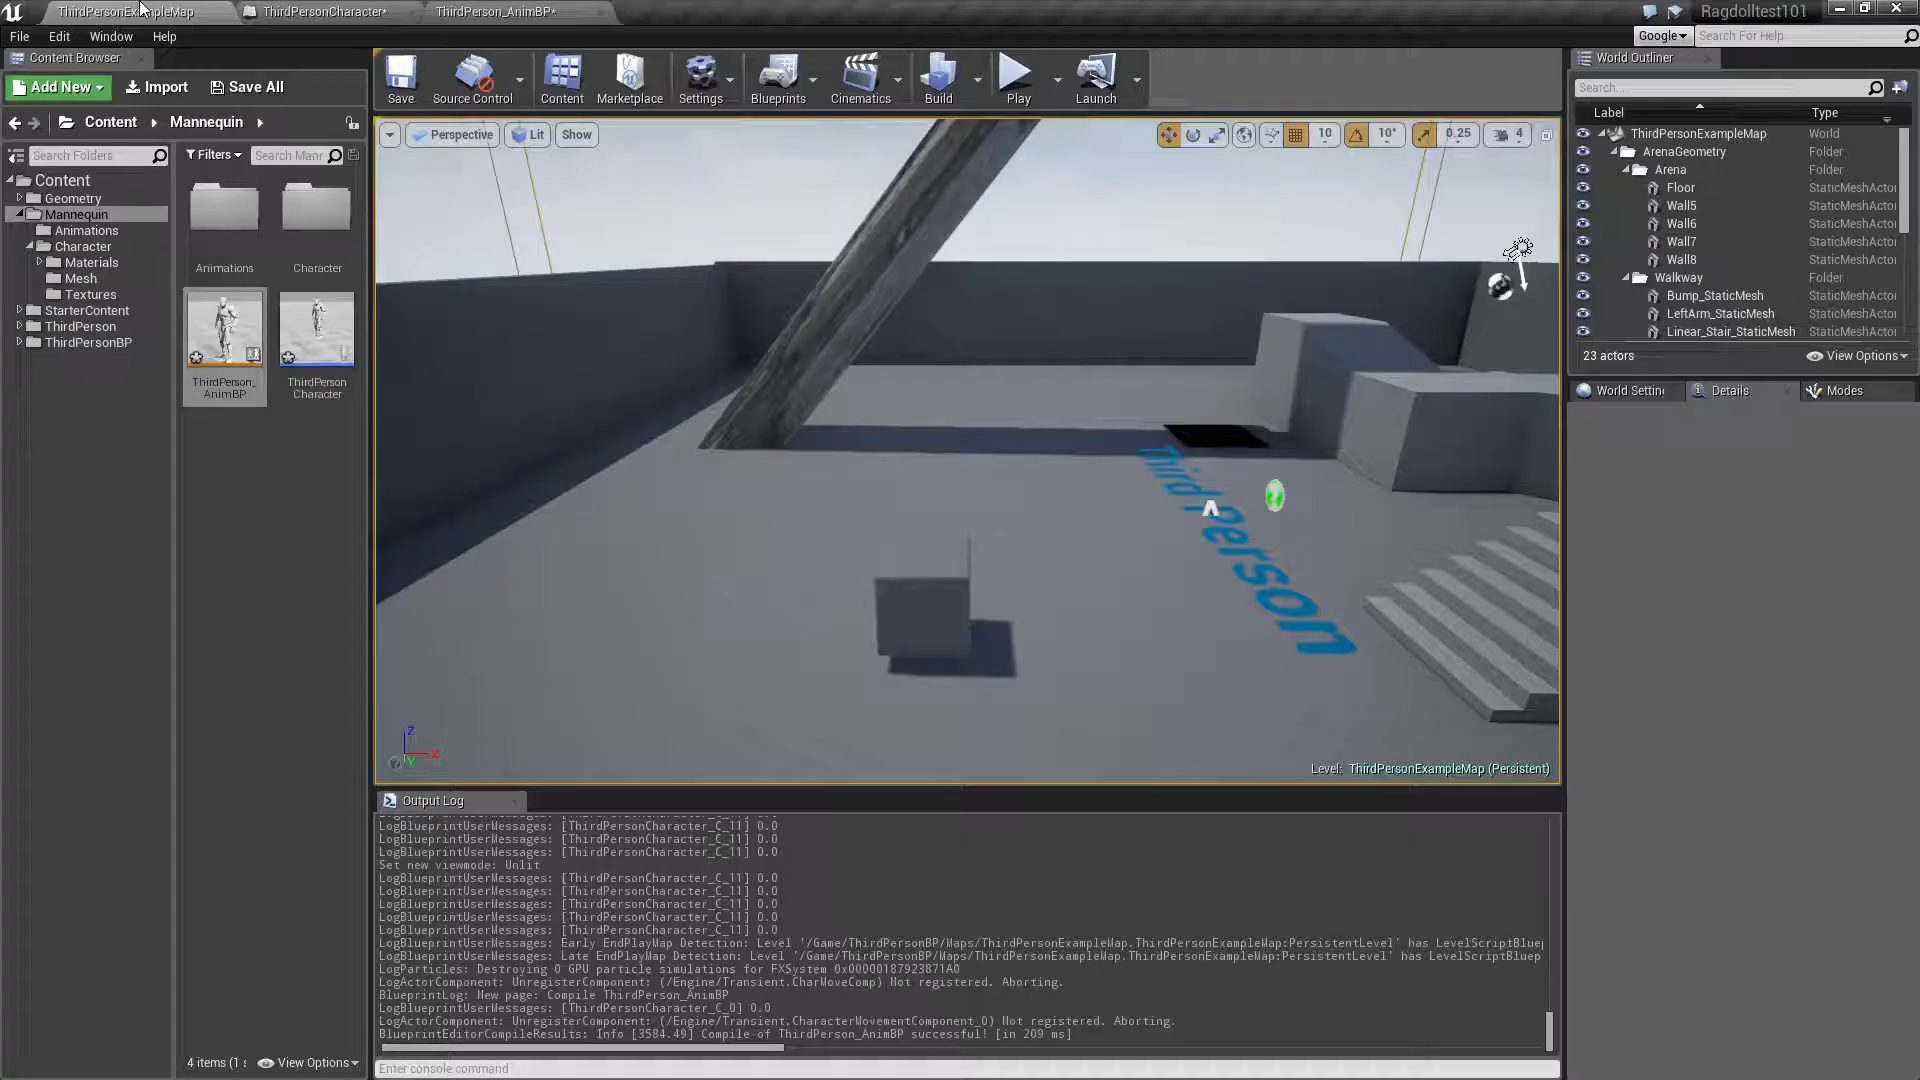 ThirdPersonExampleMap
ThirdPersonCharacter*
ThirdPerson_AnimBP*
Ragdolltest101
File Edit Window Help
Google
Search For Help
Content Browser
Add New
Import
Save All
Save
Source Control
Content
Marketplace
Settings
Blueprints
Cinematics
Build
Play
Launch
Content
Mannequin
Search Folders
Filters
Search Manr
Content
Geometry
Mannequin
Animations
Character
Materials
Mesh
Textures
StarterContent
ThirdPerson
ThirdPersonBP
Animations
Character
ThirdPerson_
AnimBP
ThirdPerson
Character
4 items (1 s
View Options
Perspective
Lit
Show
10
10°
0.25
4
Third Person
Z
X
Y
Level: ThirdPersonExampleMap (Persistent)
World Outliner
Search...
Label Type
ThirdPersonExampleMap World
ArenaGeometry Folder
Arena Folder
Floor StaticMeshActor
Wall5 StaticMeshActor
Wall6 StaticMeshActor
Wall7 StaticMeshActor
Wall8 StaticMeshActor
Walkway Folder
Bump_StaticMesh StaticMeshActor
LeftArm_StaticMesh StaticMeshActor
Linear_Stair_StaticMesh StaticMeshActor
23 actors
View Options
World Settin
Details
Modes
Output Log
LogBlueprintUserMessages: [ThirdPersonCharacter_C_11] 0.0
LogBlueprintUserMessages: [ThirdPersonCharacter_C_11] 0.0
LogBlueprintUserMessages: [ThirdPersonCharacter_C_11] 0.0
Set new viewmode: Unlit
LogBlueprintUserMessages: [ThirdPersonCharacter_C_11] 0.0
LogBlueprintUserMessages: [ThirdPersonCharacter_C_11] 0.0
LogBlueprintUserMessages: [ThirdPersonCharacter_C_11] 0.0
LogBlueprintUserMessages: [ThirdPersonCharacter_C_11] 0.0
LogBlueprintUserMessages: [ThirdPersonCharacter_C_11] 0.0
LogBlueprintUserMessages: Early EndPlayMap Detection: Level '/Game/ThirdPersonBP/Maps/ThirdPersonExampleMap.ThirdPersonExampleMap:PersistentLevel' has LevelScriptBluep
LogBlueprintUserMessages: Late EndPlayMap Detection: Level '/Game/ThirdPersonBP/Maps/ThirdPersonExampleMap.ThirdPersonExampleMap:PersistentLevel' has LevelScriptBluep
LogParticles: Destroying 0 GPU particle simulations for FXSystem 0x00000187923871A0
LogActorComponent: UnregisterComponent: (/Engine/Transient.CharMoveComp) Not registered. Aborting.
BlueprintLog: New page: Compile ThirdPerson_AnimBP
LogBlueprintUserMessages: [ThirdPersonCharacter_C_0] 0.0
LogActorComponent: UnregisterComponent: (/Engine/Transient.CharacterMovementComponent_0) Not registered. Aborting.
BlueprintEditorCompileResults: Info [3584.49] Compile of ThirdPerson_AnimBP successful! [in 209 ms]
Enter console command